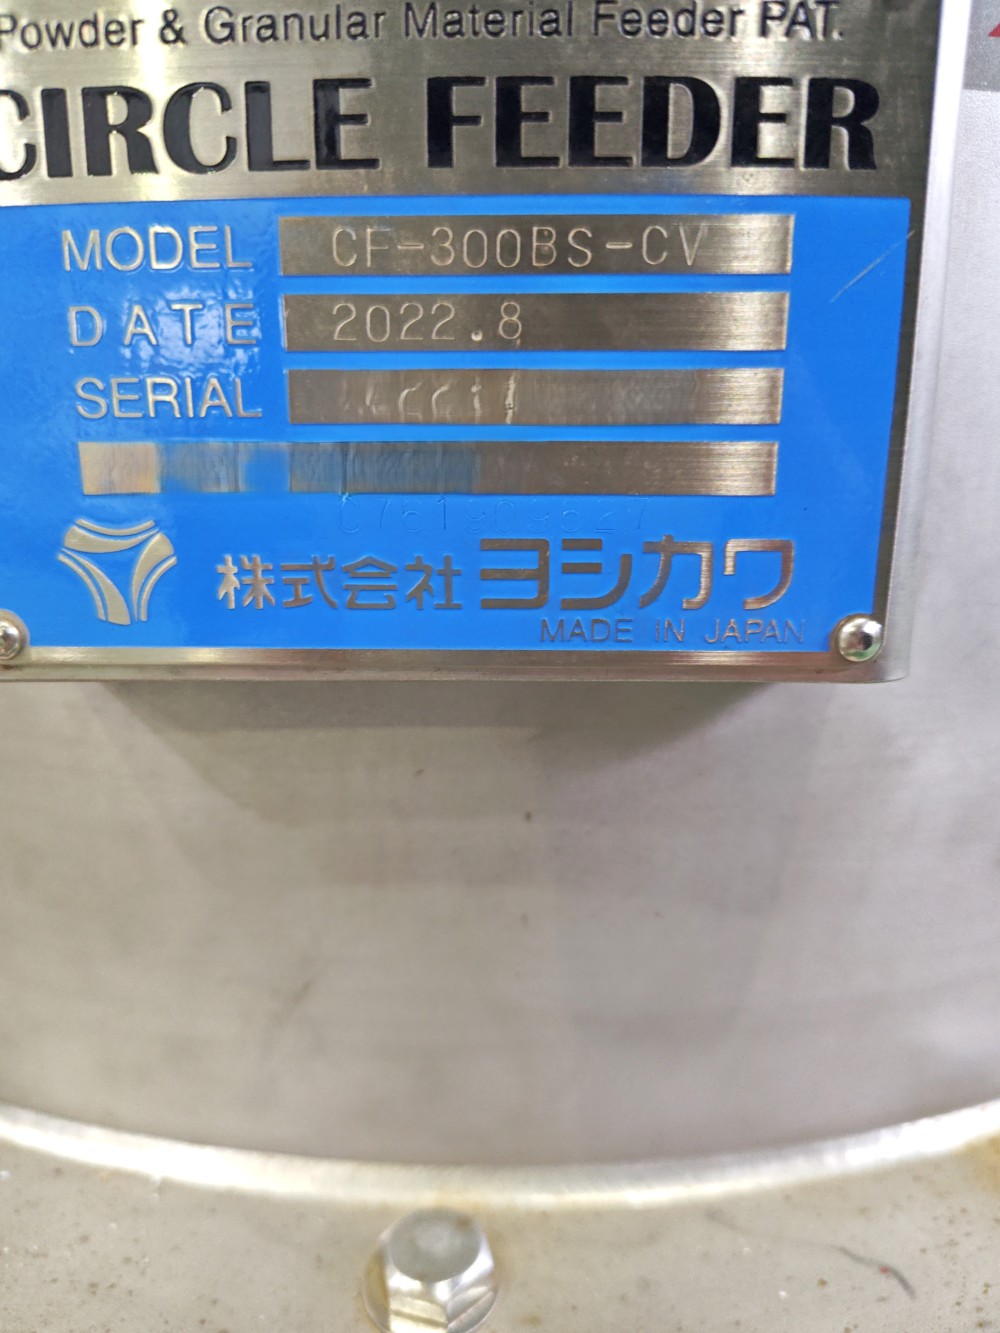 Powder & Granular Material Feeder PAT.
CIRCLE FEEDER
MODEL CF-300BS-CV
DATE 2022.8
SERIAL
株式会社ヨシカワ
MADE IN JAPAN